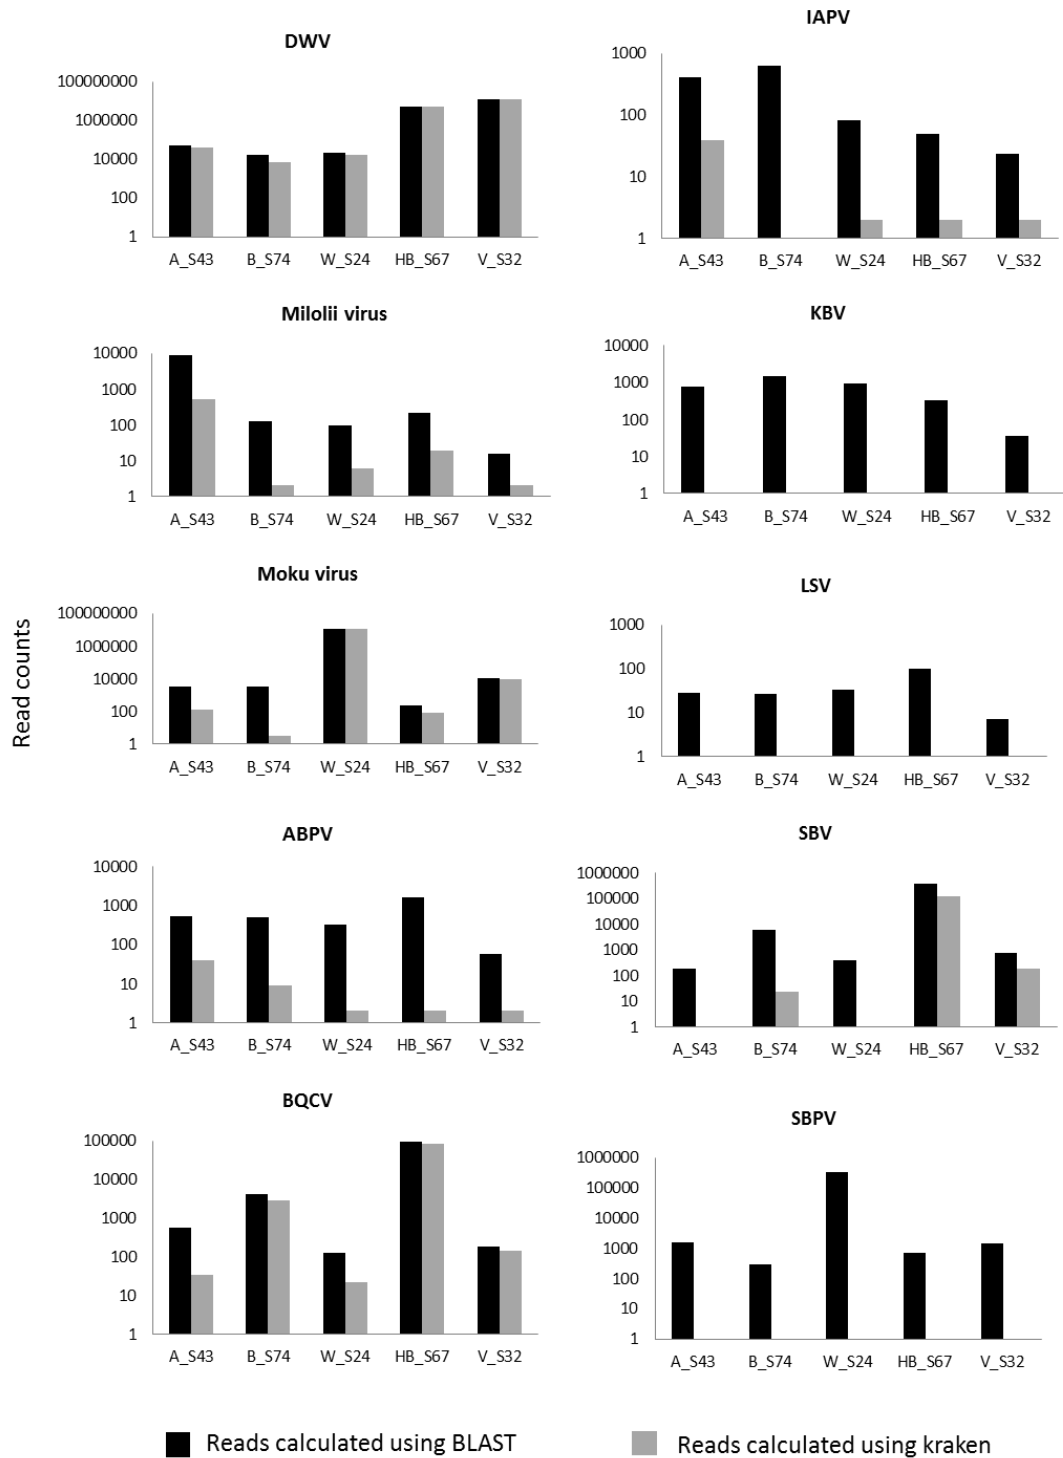 DWV
100000000
1000000
10000
100
1
A_S43 B_S74 W_S24 HB_S67 V_S32
IAPV
1000
100
10
1
A_S43 B_S74 W_S24 HB_S67 V_S32
Milolii virus
10000
1000
100
10
1
A_S43 B_S74 W_S24 HB_S67 V_S32
KBV
10000
1000
100
10
1
A_S43 B_S74 W_S24 HB_S67 V_S32
Read counts
Moku virus
100000000
1000000
10000
100
1
A_S43 B_S74 W_S24 HB_S67 V_S32
LSV
1000
100
10
1
A_S43 B_S74 W_S24 HB_S67 V_S32
ABPV
10000
1000
100
10
1
A_S43 B_S74 W_S24 HB_S67 V_S32
SBV
1000000
100000
10000
1000
100
10
1
A_S43 B_S74 W_S24 HB_S67 V_S32
BQCV
100000
10000
1000
100
10
1
A_S43 B_S74 W_S24 HB_S67 V_S32
SBPV
1000000
100000
10000
1000
100
10
1
A_S43 B_S74 W_S24 HB_S67 V_S32
Reads calculated using BLAST
Reads calculated using kraken